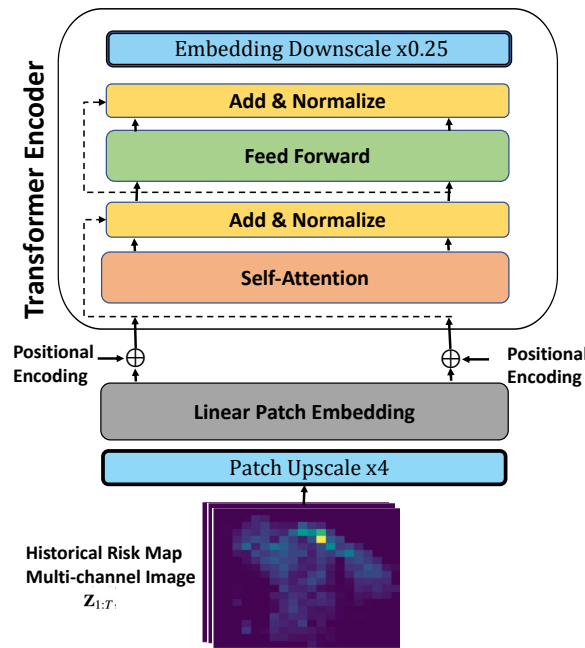 Transformer Encoder
Embedding Downscale x0.25
Add & Normalize
Feed Forward
Add & Normalize
Self-Attention
Positional
Encoding
Positional
Encoding
Linear Patch Embedding
Patch Upscale x4
Historical Risk Map
Multi-channel Image
Z1:T